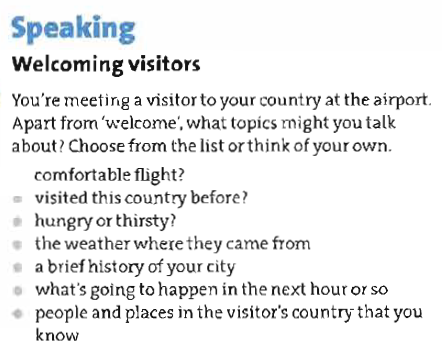 Speaking
Welcoming visitors
You're meeting a visitor to your country at the airport.
Apart from 'welcome', what topics might you talk
about? Choose from the list or think of your own.
comfortable flight?
visited this country before?
hungry or thirsty?
the weather where they came from
a brief history of your city
what's going to happen in the next hour or so
people and places in the visitor's country that you
know